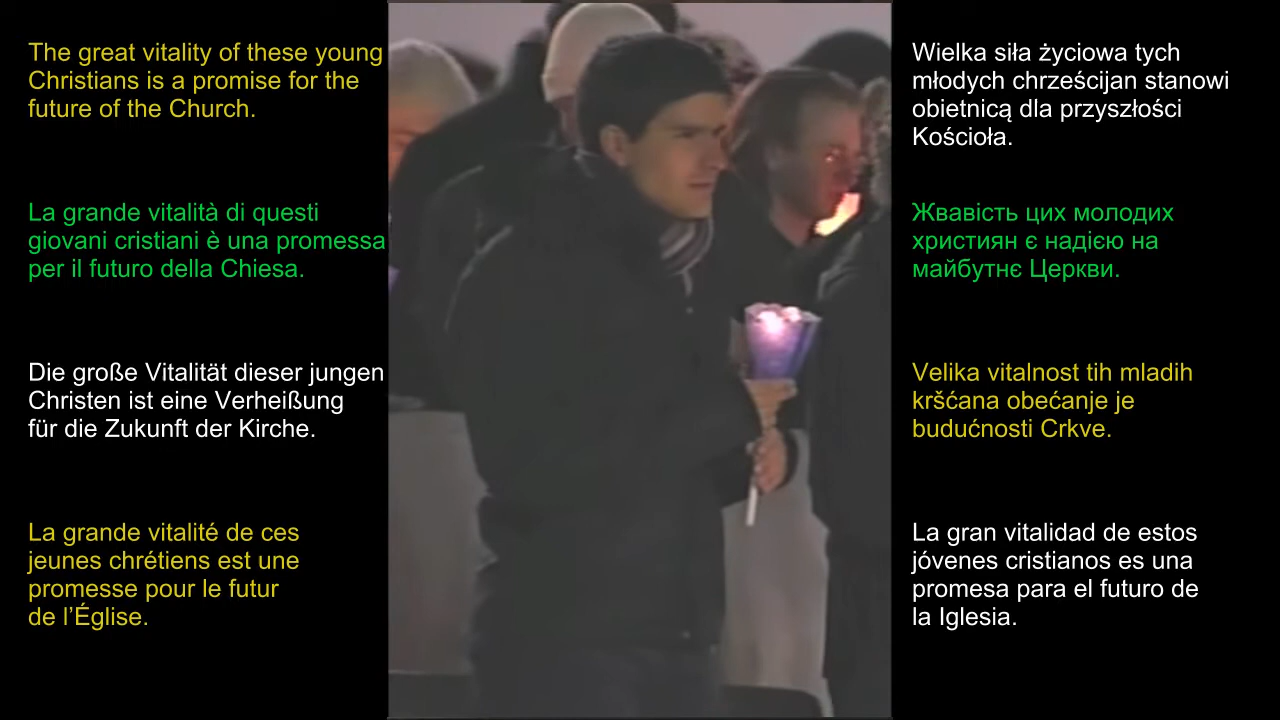 The great vitality of these young
Christians is a promise for the
future of the Church.
La grande vitalità di questi
giovani cristiani è una promessa
per il futuro della Chiesa.
Die große Vitalität dieser jungen
Christen ist eine Verheißung
für die Zukunft der Kirche.
La grande vitalité de ces
jeunes chrétiens est une
promesse pour le futur
de l’Église.
Wielka siła życiowa tych
młodych chrześcijan stanowi
obietnicą dla przyszłości
Kościoła.
Жвавість цих молодих
християн є надією на
майбутнє Церкви.
Velika vitalnost tih mladih
kršćana obećanje je
budućnosti Crkve.
La gran vitalidad de estos
jóvenes cristianos es una
promesa para el futuro de
la Iglesia.